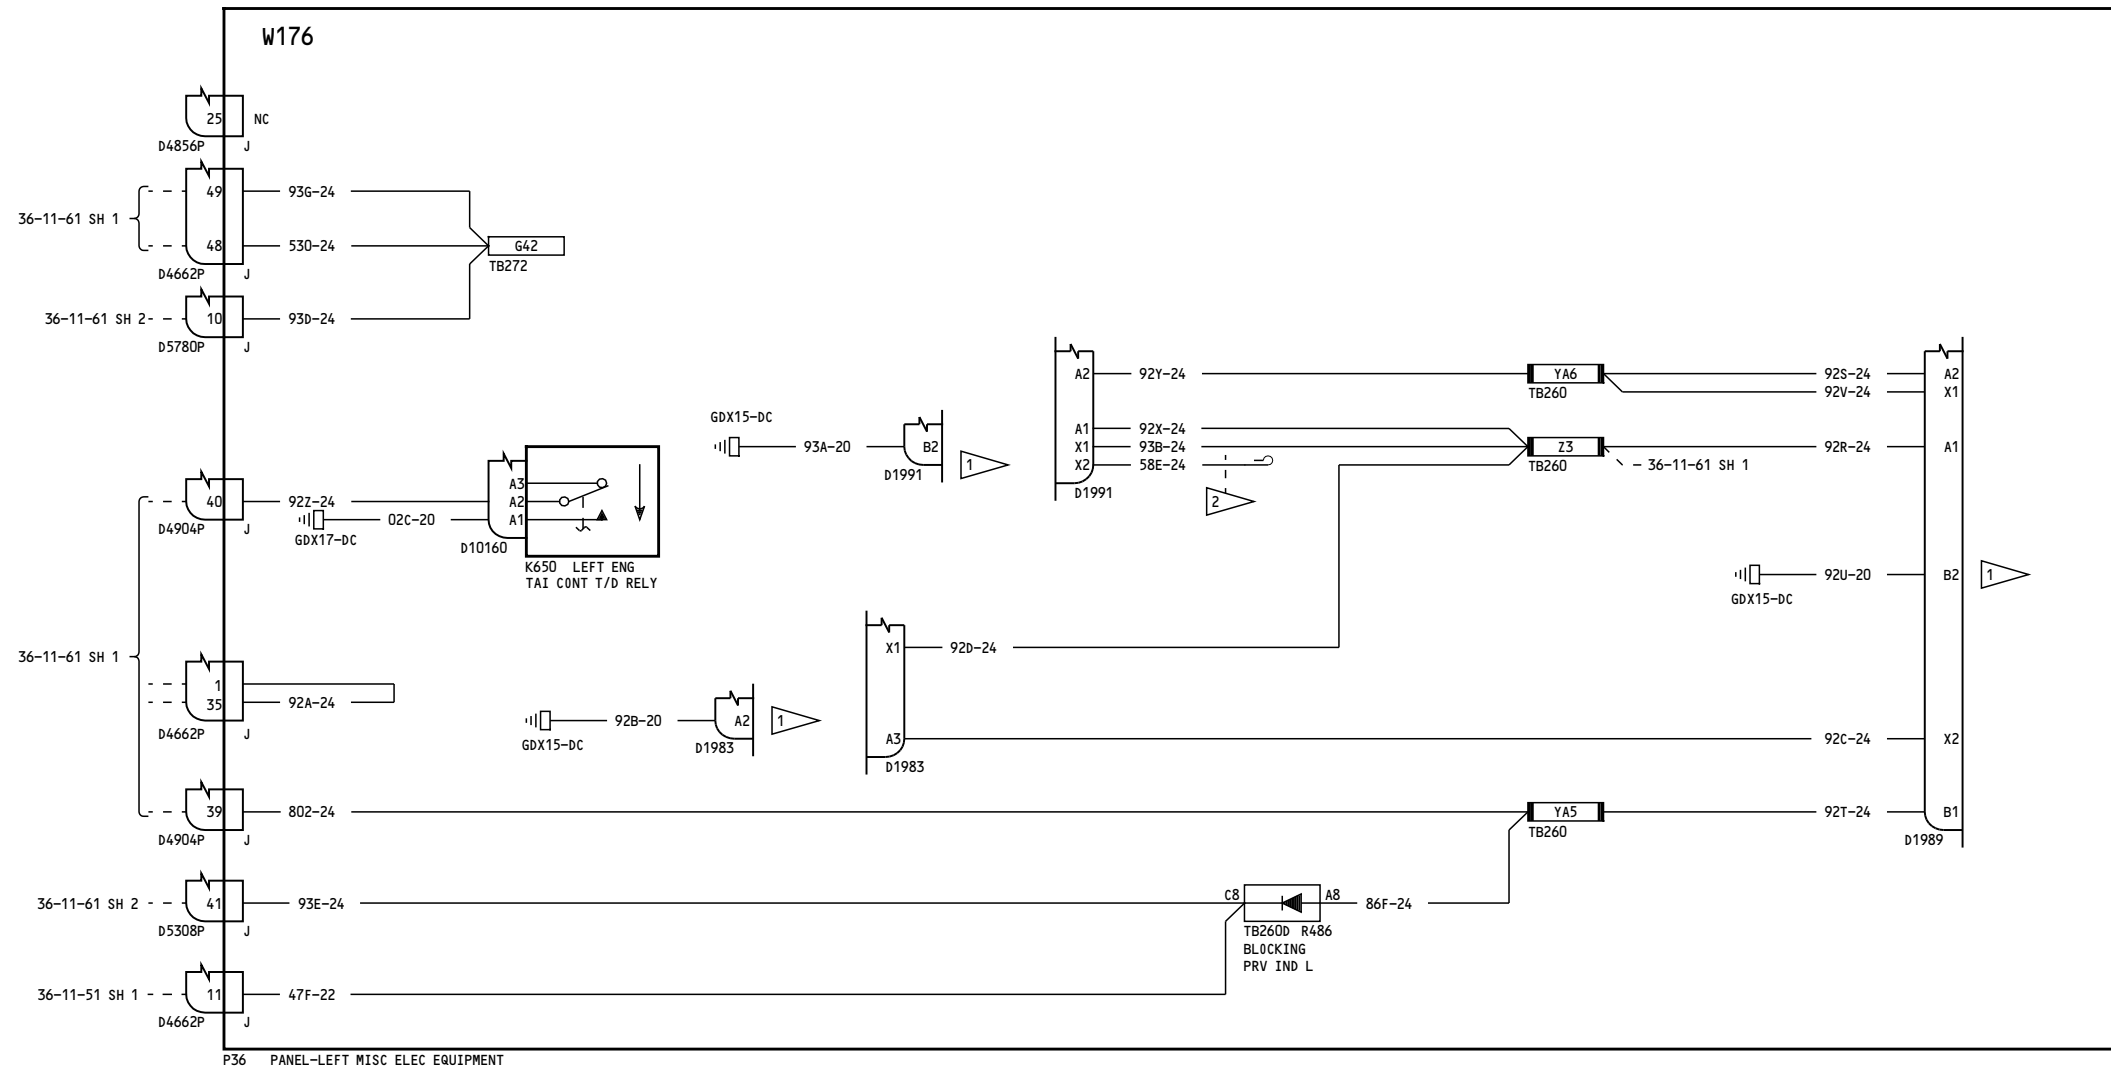 W176
25 NC
D4856P J
49 93G-24
36-11-61 SH 1
48 530-24 G42
D4662P J TB272
36-11-61 SH 2 10 93D-24
D5780P J
A2 92Y-24 YA6 92S-24 A2
TB260 92V-24 X1
GDX15-DC
A1 92X-24
93A-20 B2 X1 93B-24 Z3 92R-24 A1
D1991 1 X2 58E-24 TB260 36-11-61 SH 1
D1991
2
A3
40 92Z-24 A2
D4904P J 02C-20 A1
GDX17-DC D10160
K650 LEFT ENG
TAI CONT T/D RELY
92U-20 B2 1
GDX15-DC
X1 92D-24
36-11-61 SH 1
1
35 92A-24
D4662P J
92B-20 A2 1
GDX15-DC D1983
A3 92C-24 X2
D1983
39 802-24 YA5 92T-24 B1
D4904P J TB260 D1989
36-11-61 SH 2 41 93E-24 C8 A8 86F-24
D5308P J TB260D R486
BLOCKING
PRV IND L
36-11-51 SH 1 11 47F-22
D4662P J
P36 PANEL-LEFT MISC ELEC EQUIPMENT